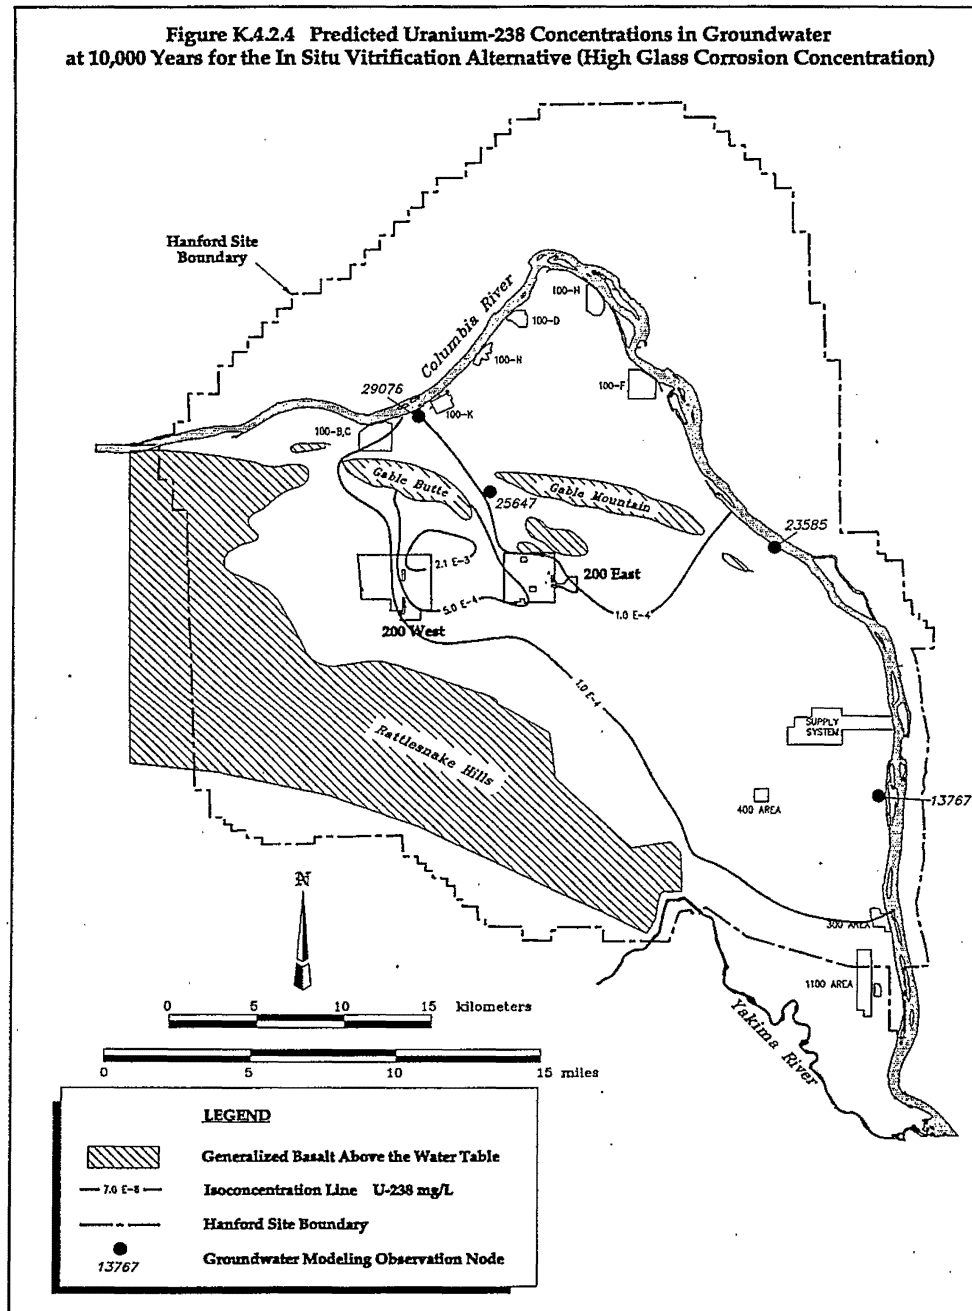 Figure K.4.2.4 Predicted Uranium-238 Concentrations in Groundwater
at 10,000 Years for the In Situ Vitrification Alternative (High Glass Corrosion Concentration)
Hanford Site
Boundary
Columbia River
100-H
100-D
100-N
100-F
29076
100-K
100-B,C
Gable Butte
Gable Mountain
25647
23585
2.1 E-3
200 East
5.0 E-4
1.0 E-4
200 West
1.0 E-4
SUPPLY
SYSTEM
Rattlesnake Hills
13767
400 AREA
N
300 AREA
1100 AREA
0 5 10 15 kilometers
Yakima River
0 5 10 15 miles
LEGEND
Generalized Basalt Above the Water Table
7.0 E-8 Isoconcentration Line U-238 mg/L
Hanford Site Boundary
13767 Groundwater Modeling Observation Node